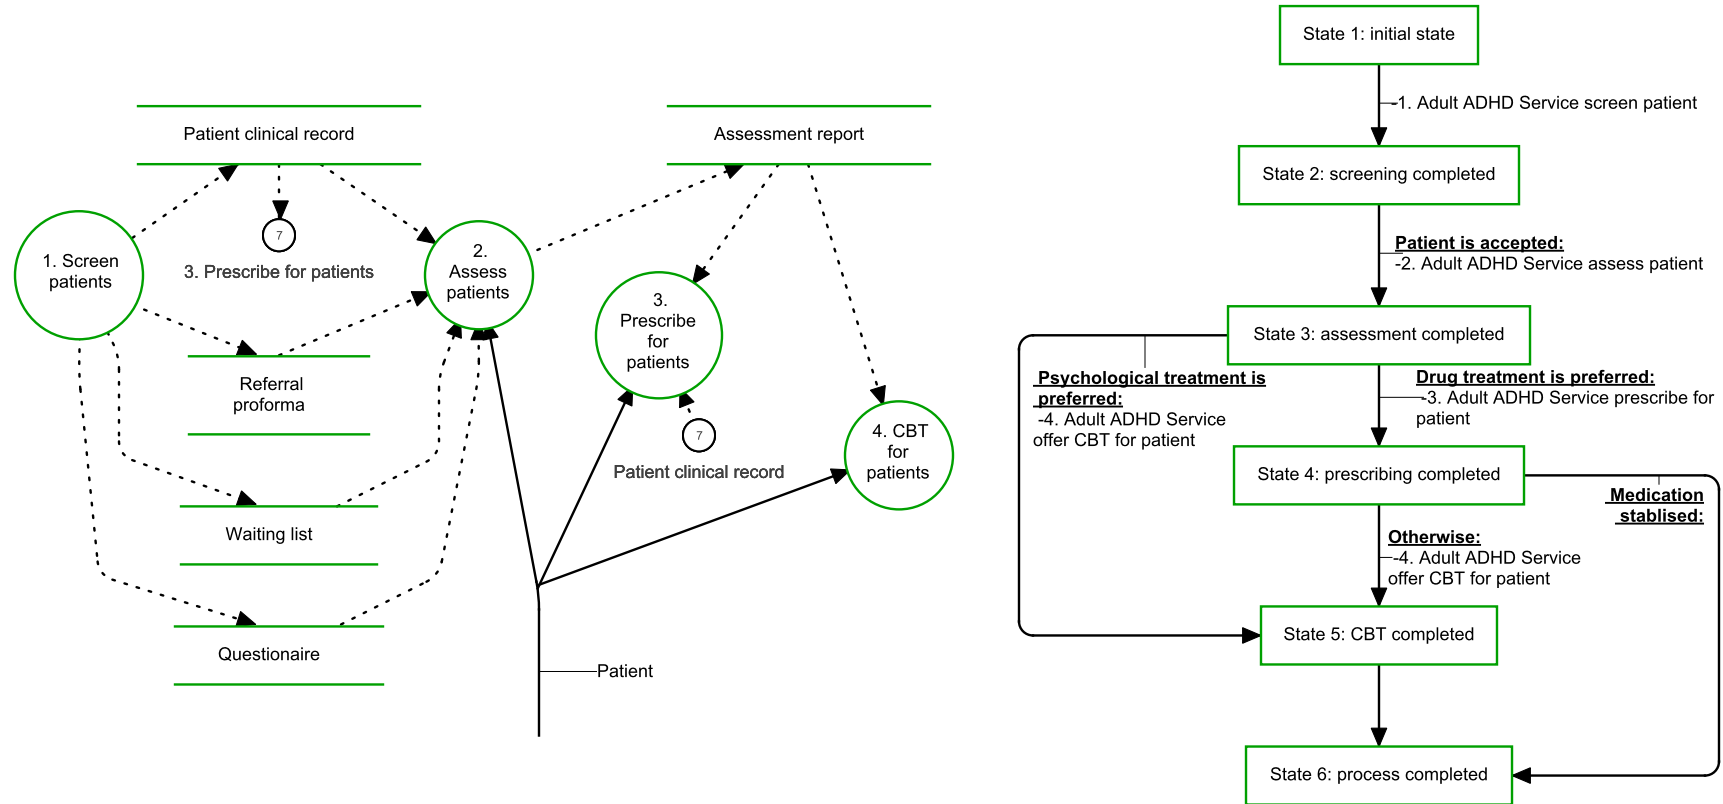 Patient clinical record
Assessment report
1. Screen
patients
7
3. Prescribe for patients
2.
Assess
patients
3.
Prescribe
for
patients
Referral
proforma
7
Patient clinical record
4. CBT
for
patients
Waiting list
Questionaire
Patient
State 1: initial state
-1. Adult ADHD Service screen patient
State 2: screening completed
Patient is accepted:
-2. Adult ADHD Service assess patient
State 3: assessment completed
Psychological treatment is
preferred:
-4. Adult ADHD Service
offer CBT for patient
Drug treatment is preferred:
-3. Adult ADHD Service prescribe for
patient
State 4: prescribing completed
Medication
stablised:
Otherwise:
-4. Adult ADHD Service
offer CBT for patient
State 5: CBT completed
State 6: process completed